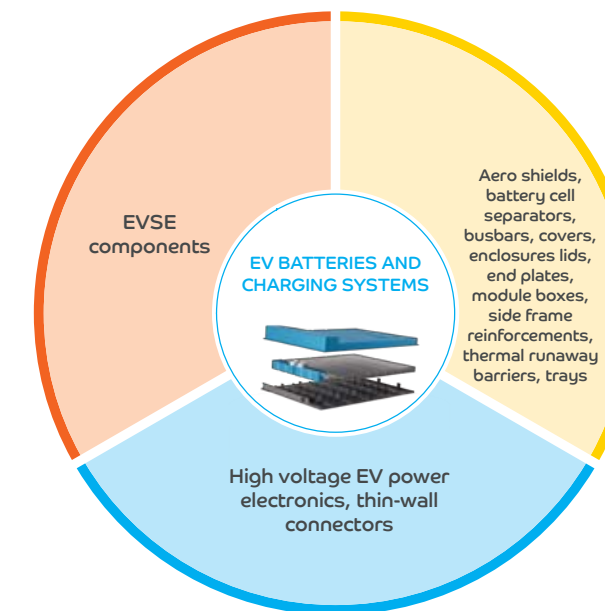 EVSE
components
EV BATTERIES AND
CHARGING SYSTEMS
Aero shields,
battery cell
separators,
busbars, covers,
enclosures lids,
end plates,
module boxes,
side frame
reinforcements,
thermal runaway
barriers, trays
High voltage EV power
electronics, thin-wall
connectors